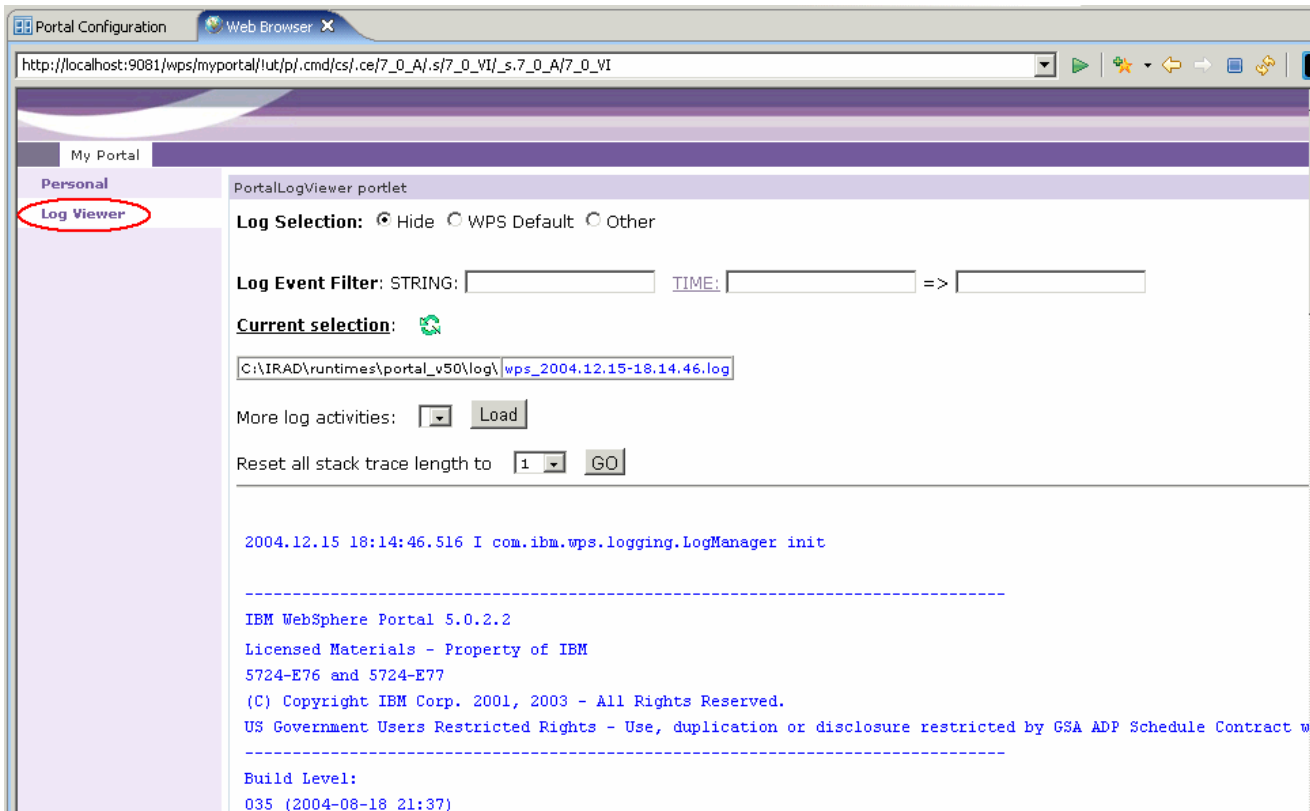 Portal Configuration Web Browser
http://localhost:9081/wps/myportal/!ut/p/.cmd/cs/.ce/7_0_A/.s/7_0_VI/_s.7_0_A/7_0_VI
My Portal
Personal
Log Viewer
PortalLogViewer portlet
Log Selection: Hide WPS Default Other
Log Event Filter: STRING: TIME: =>
Current selection:
C:\IRAD\runtimes\portal_v50\log\ wps_2004.12.15-18.14.46.log
More log activities: Load
Reset all stack trace length to 1 GO
2004.12.15 18:14:46.516 I com.ibm.wps.logging.LogManager init
--------------------------------------------------------------------------------
IBM WebSphere Portal 5.0.2.2
Licensed Materials - Property of IBM
5724-E76 and 5724-E77
(C) Copyright IBM Corp. 2001, 2003 - All Rights Reserved.
US Government Users Restricted Rights - Use, duplication or disclosure restricted by GSA ADP Schedule Contract w
--------------------------------------------------------------------------------
Build Level:
035 (2004-08-18 21:37)